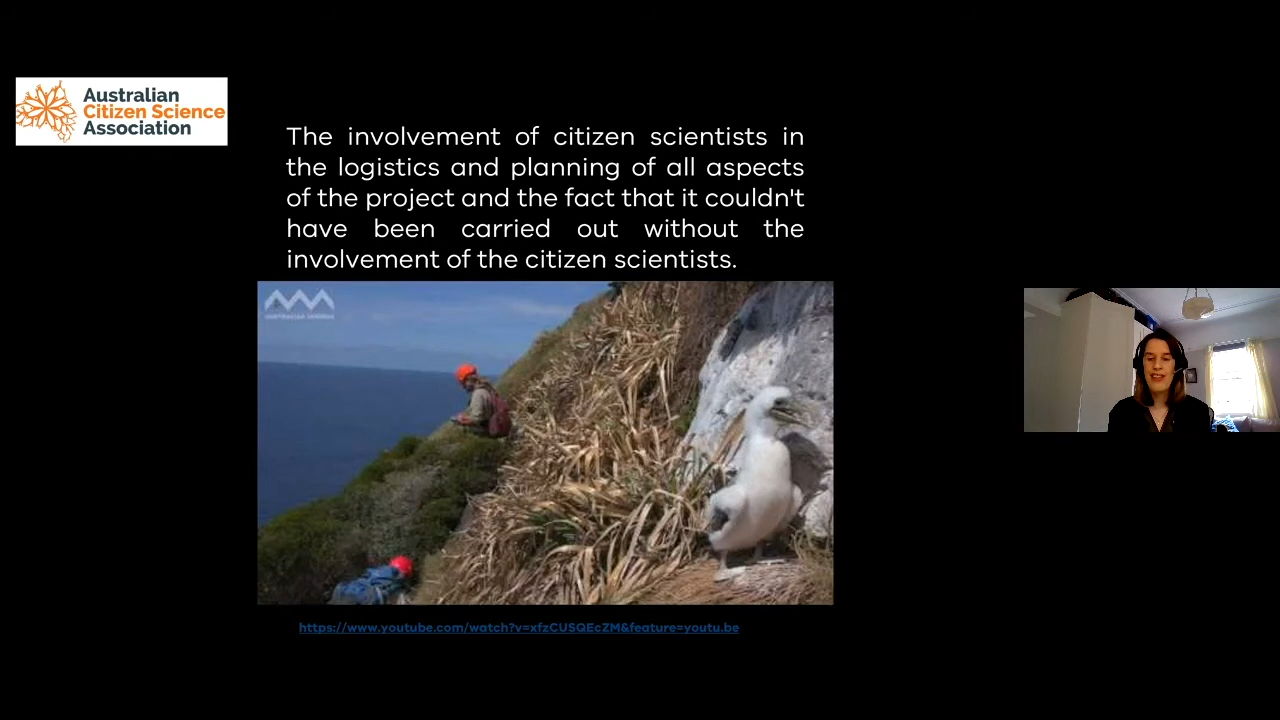 Australian
Citizen Science
Association
The involvement of citizen scientists in
the logistics and planning of all aspects
of the project and the fact that it couldn't
have been carried out without the
involvement of the citizen scientists.
https://www.youtube.com/watch?v=xfzCUSQEcZM&feature=youtu.be